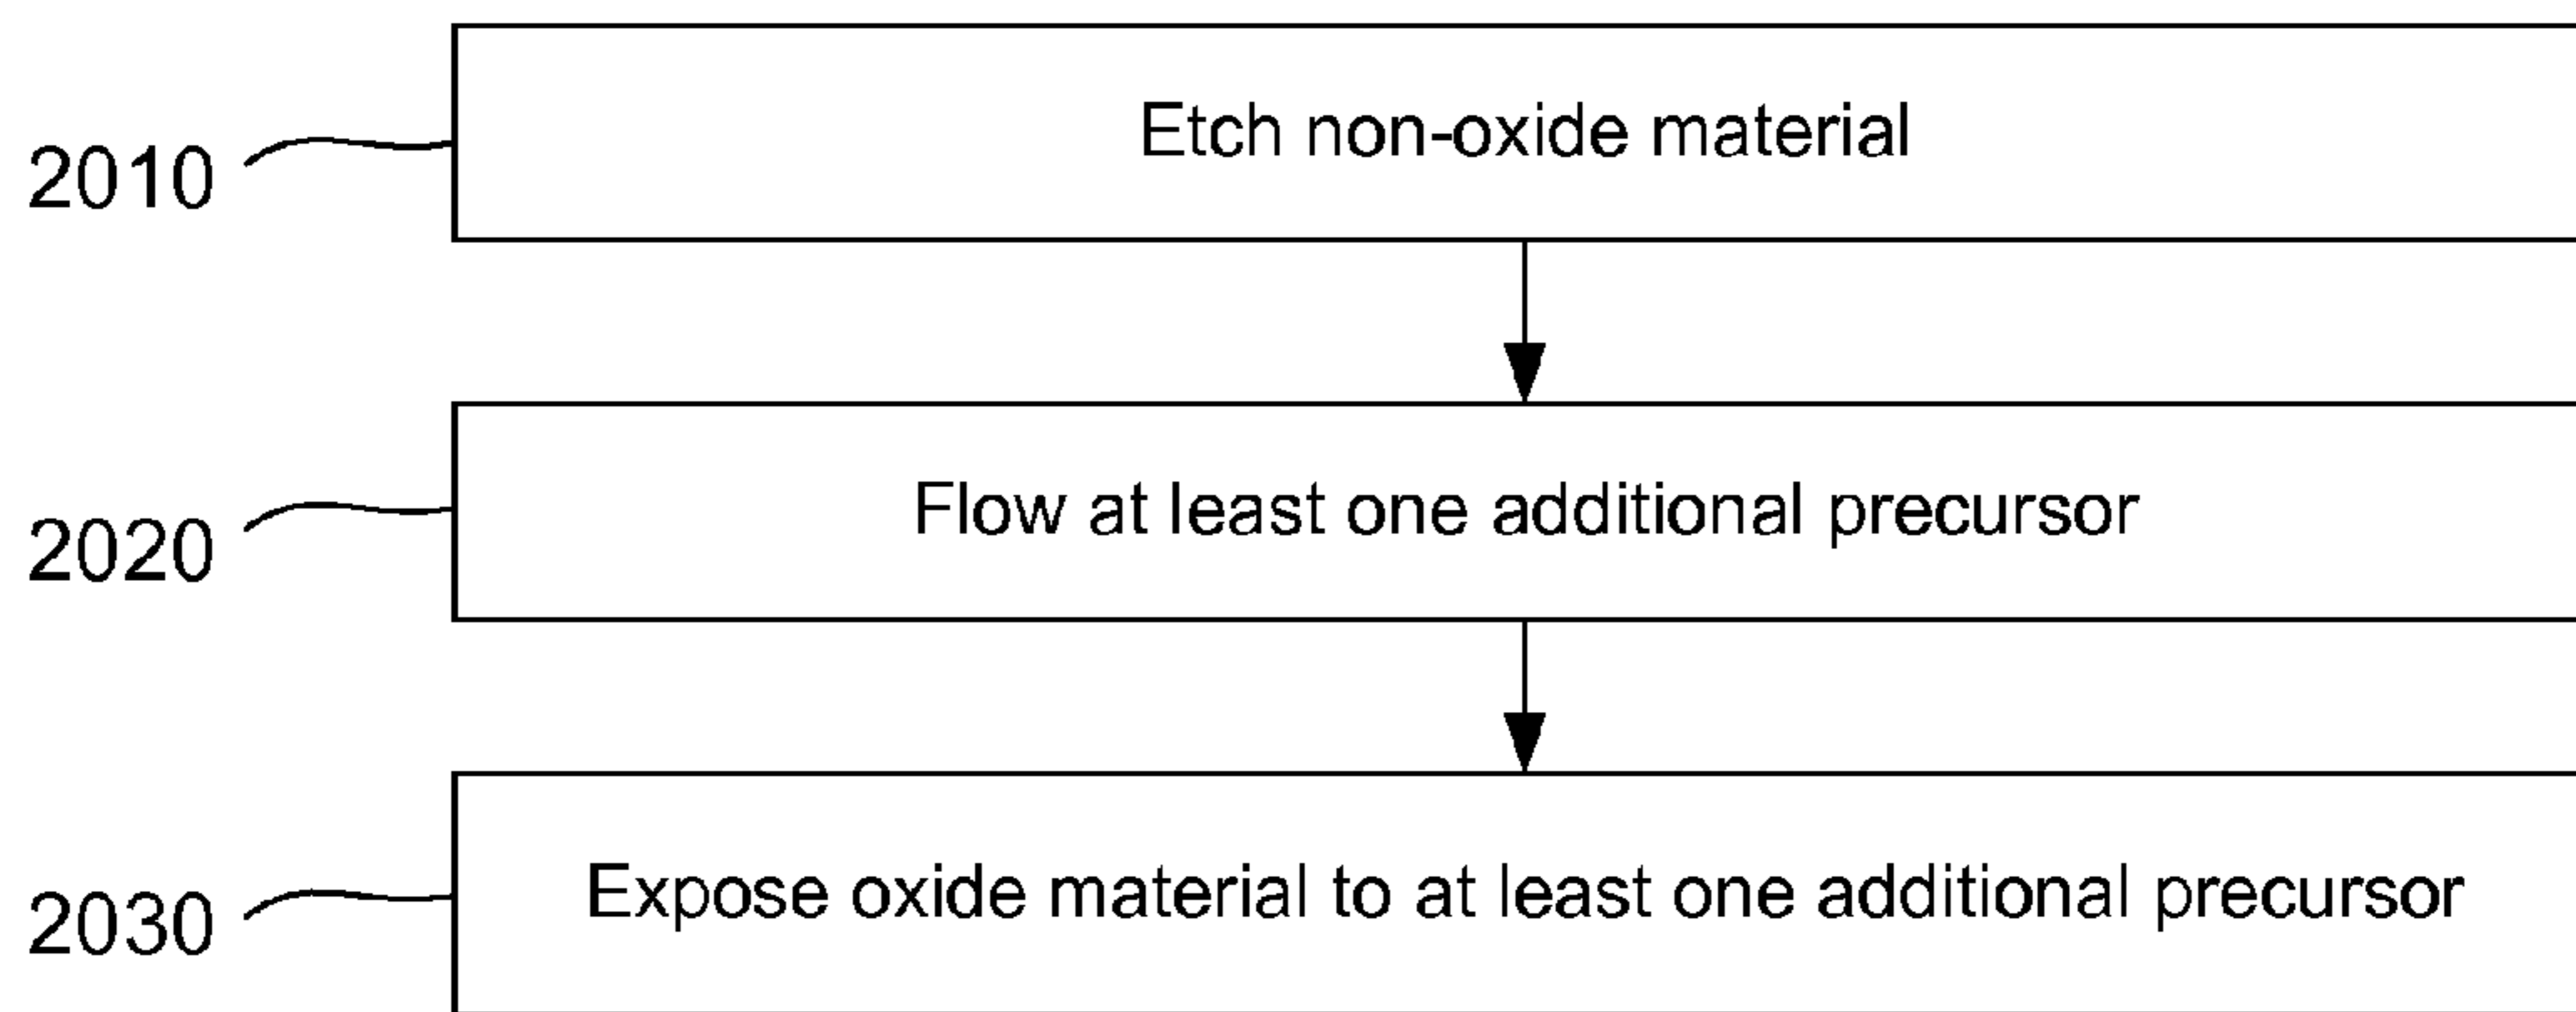 2010
Etch non-oxide material
2020
Flow at least one additional precursor
2030
Expose oxide material to at least one additional precursor